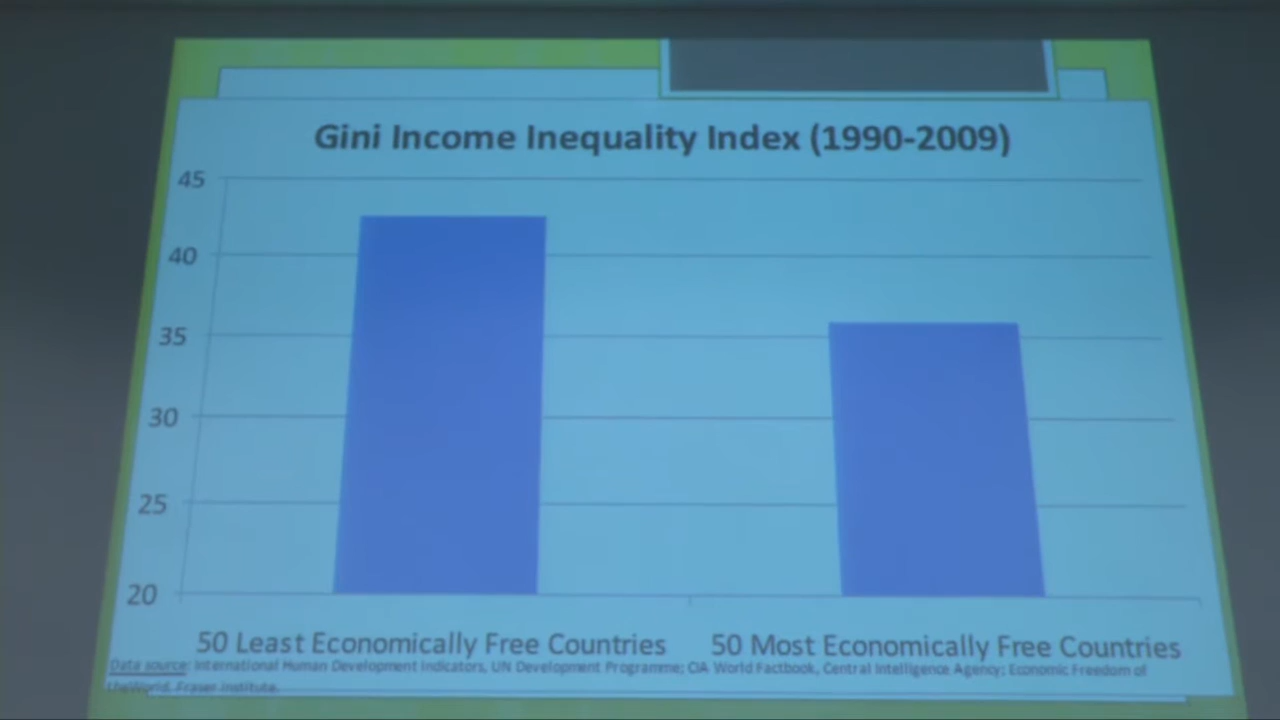 Gini Income Inequality Index (1990-2009)
45
40
35
30
25
20
50 Least Economically Free Countries
50 Most Economically Free Countries
Data source: International Human Development Indicators, UN Development Programme; CIA World Factbook, Central Intelligence Agency; Economic Freedom of
theWorld, Fraser Institute.